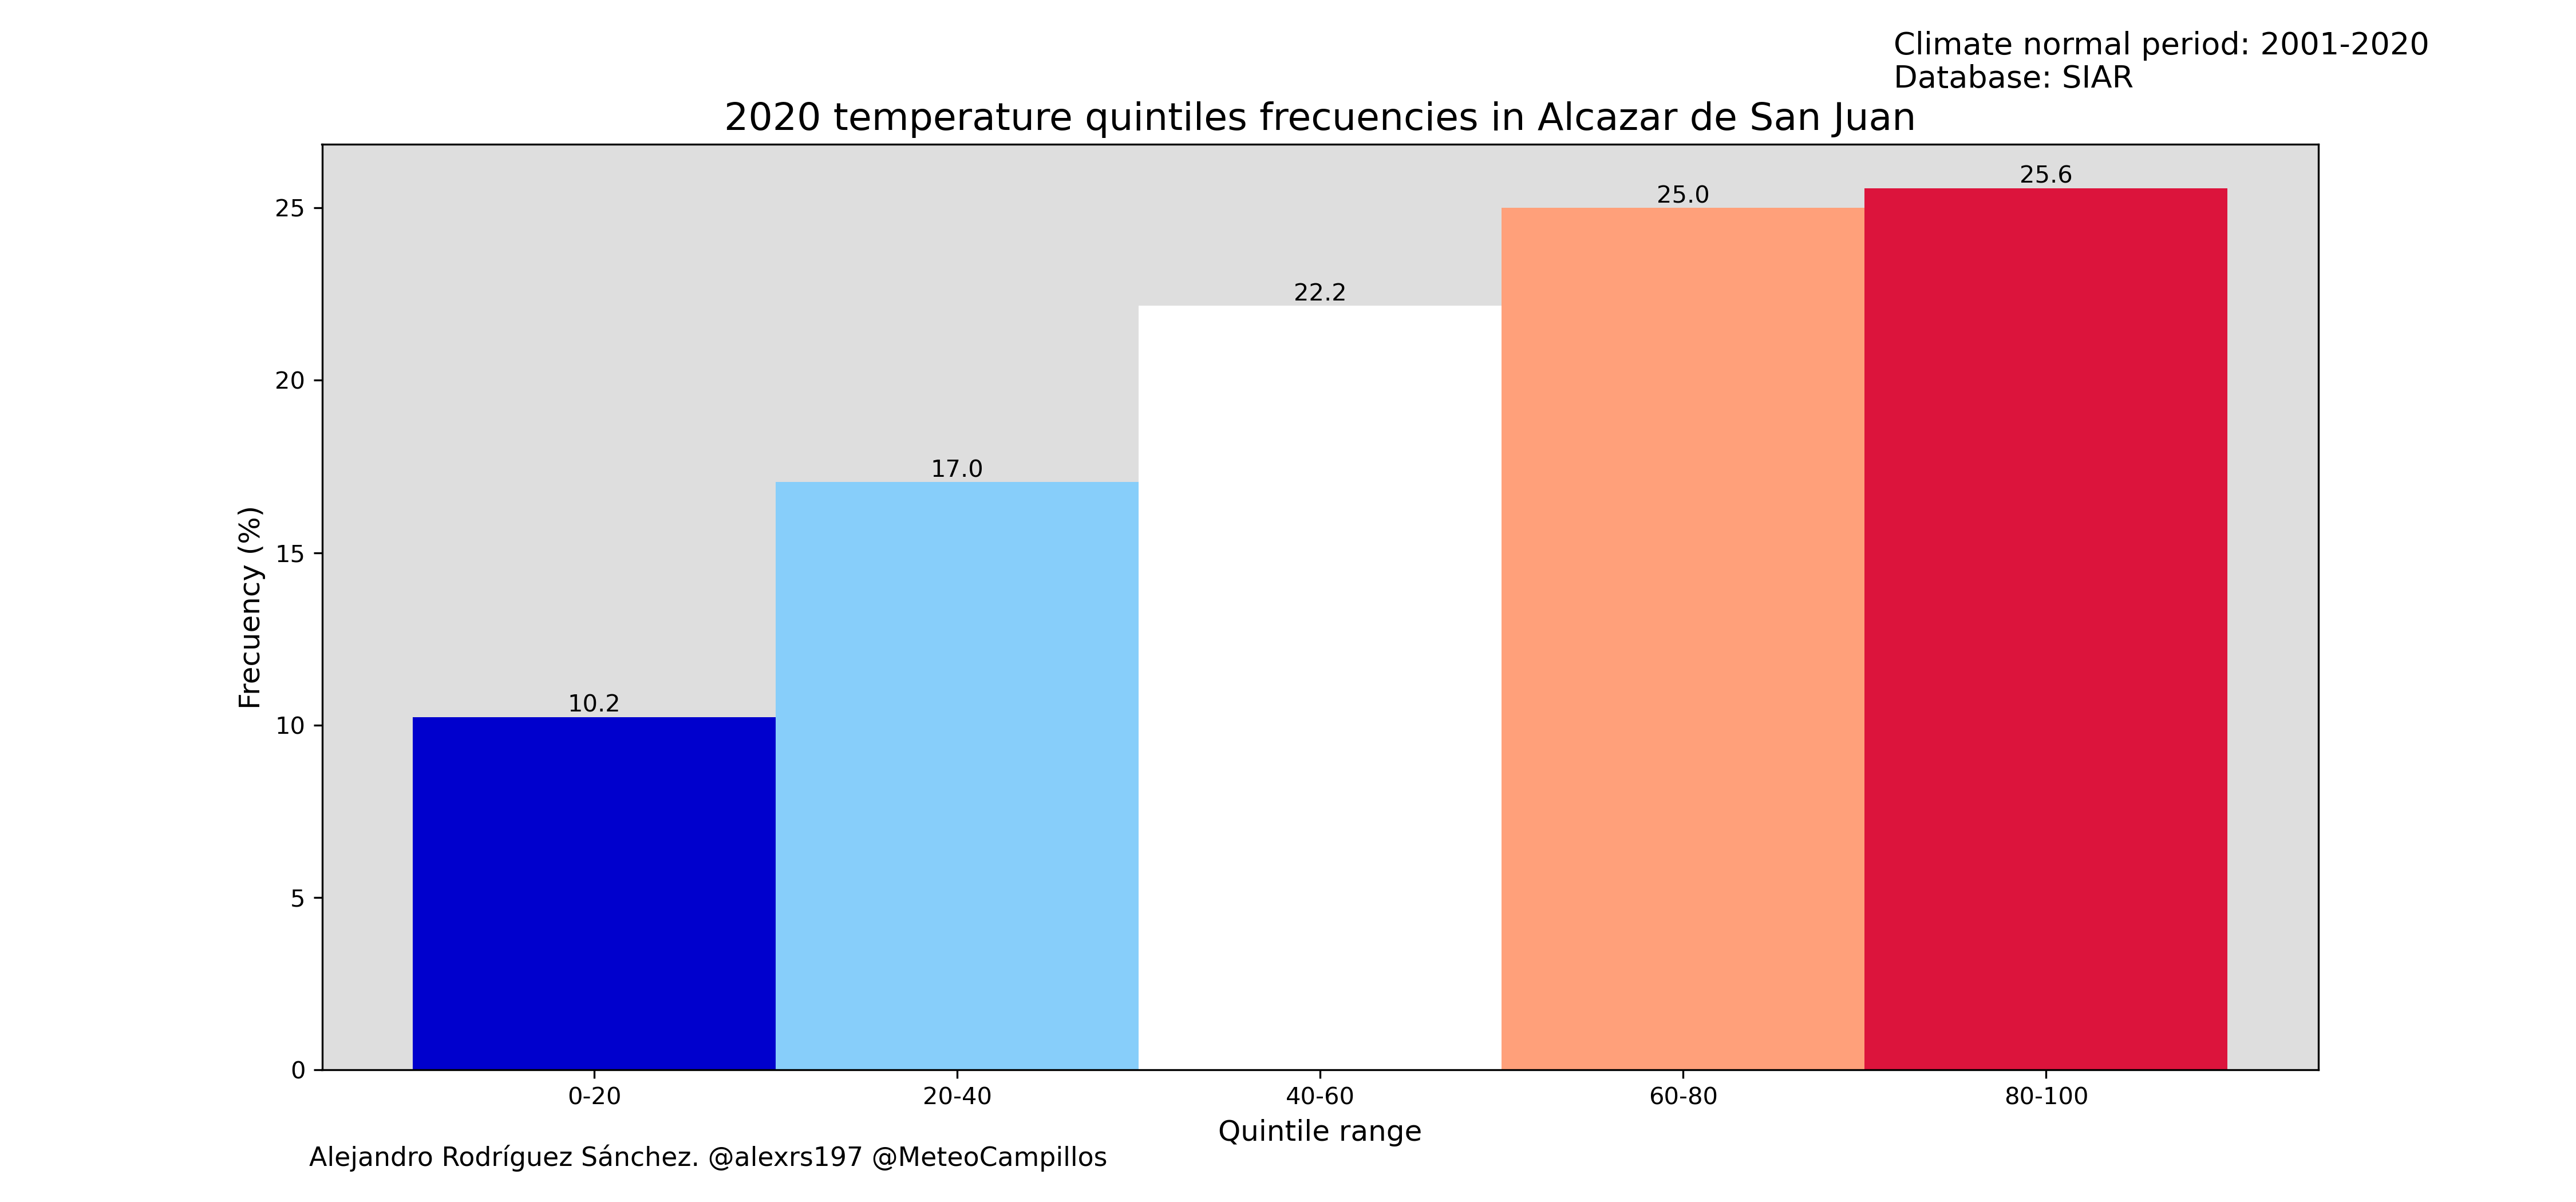 Climate normal period: 2001-2020
Database: SIAR
2020 temperature quintiles frecuencies in Alcazar de San Juan
25.6
25.0
22.2
17.0
10.2
25
20
15
10
5
0
Frecuency (%)
0-20 20-40 40-60 60-80 80-100
Quintile range
Alejandro Rodríguez Sánchez. @alexrs197 @MeteoCampillos